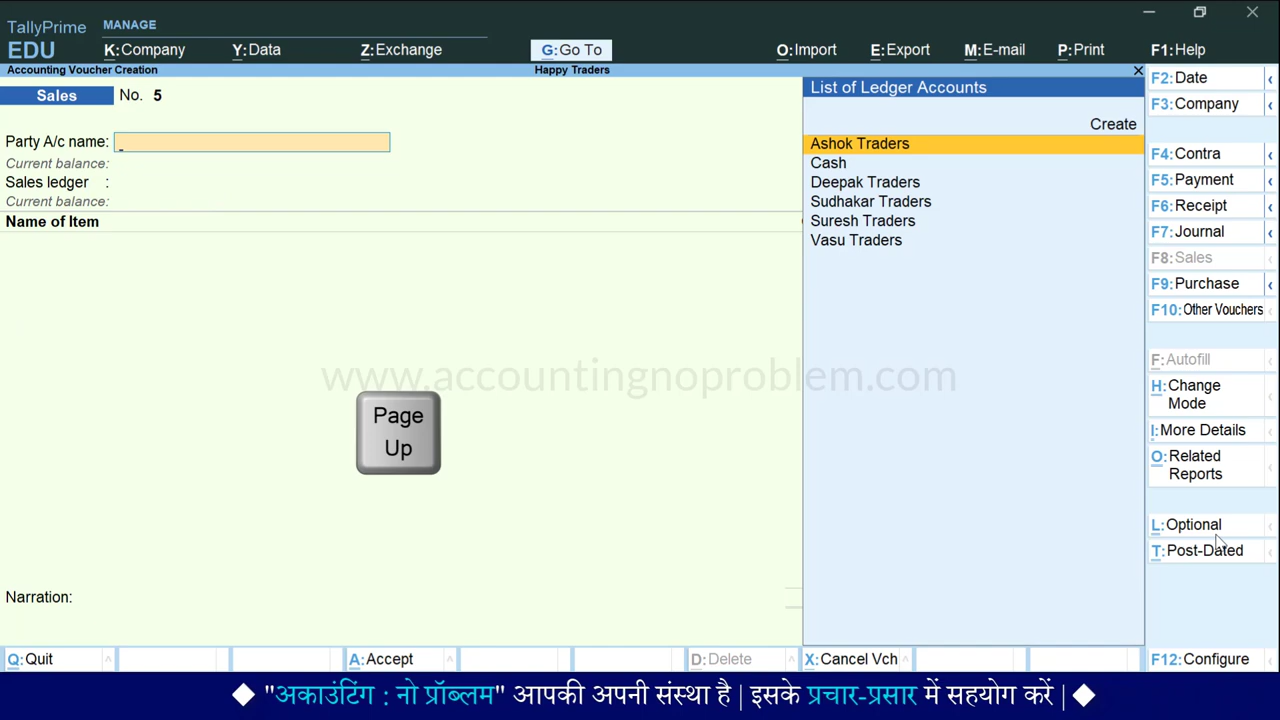 TallyPrime MANAGE
EDU K:Company Y:Data Z:Exchange G:Go To O:Import E:Export M:E-mail P:Print F1:Help
Accounting Voucher Creation Happy Traders
Sales No. 5
Party A/c name:
Current balance:
Sales ledger :
Current balance:
Name of Item
List of Ledger Accounts
Create
Ashok Traders
Cash
Deepak Traders
Sudhakar Traders
Suresh Traders
Vasu Traders
F2:Date
F3:Company
F4:Contra
F5:Payment
F6:Receipt
F7:Journal
F8:Sales
F9:Purchase
F10:Other Vouchers
F:Autofill
H:Change
Mode
I:More Details
O:Related
Reports
L:Optional
T:Post-Dated
www.accountingnoproblem.com
Page
Up
Narration:
Q:Quit A:Accept D:Delete X:Cancel Vch F12:Configure
"अकाउंटिंग : नो प्रॉब्लम" आपकी अपनी संस्था है | इसके प्रचार-प्रसार में सहयोग करें |